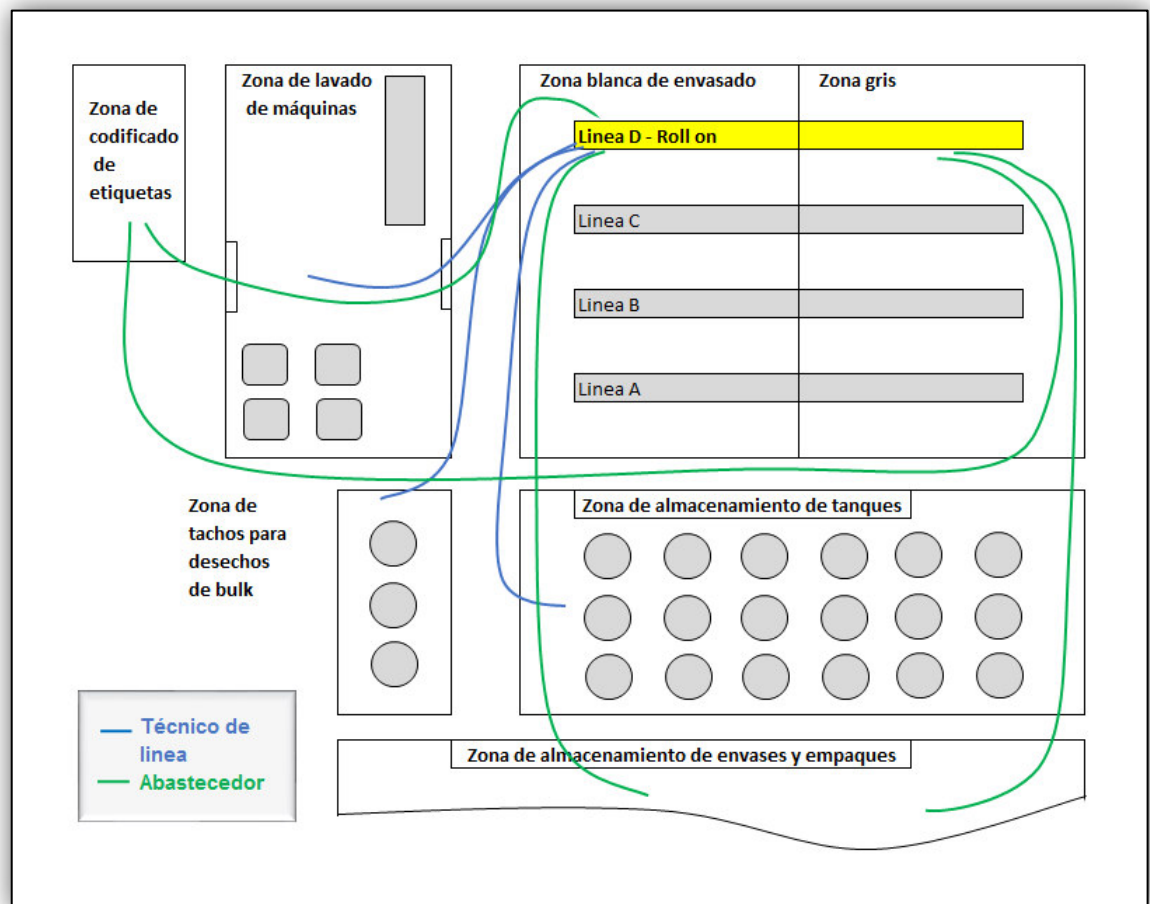 Zona de
codificado
de
etiquetas
Zona de lavado
de máquinas
Zona blanca de envasado
Zona gris
Linea D - Roll on
Linea C
Linea B
Linea A
Zona de
tachos para
desechos
de bulk
Zona de almacenamiento de tanques
Zona de almacenamiento de envases y empaques
Técnico de
linea
Abastecedor